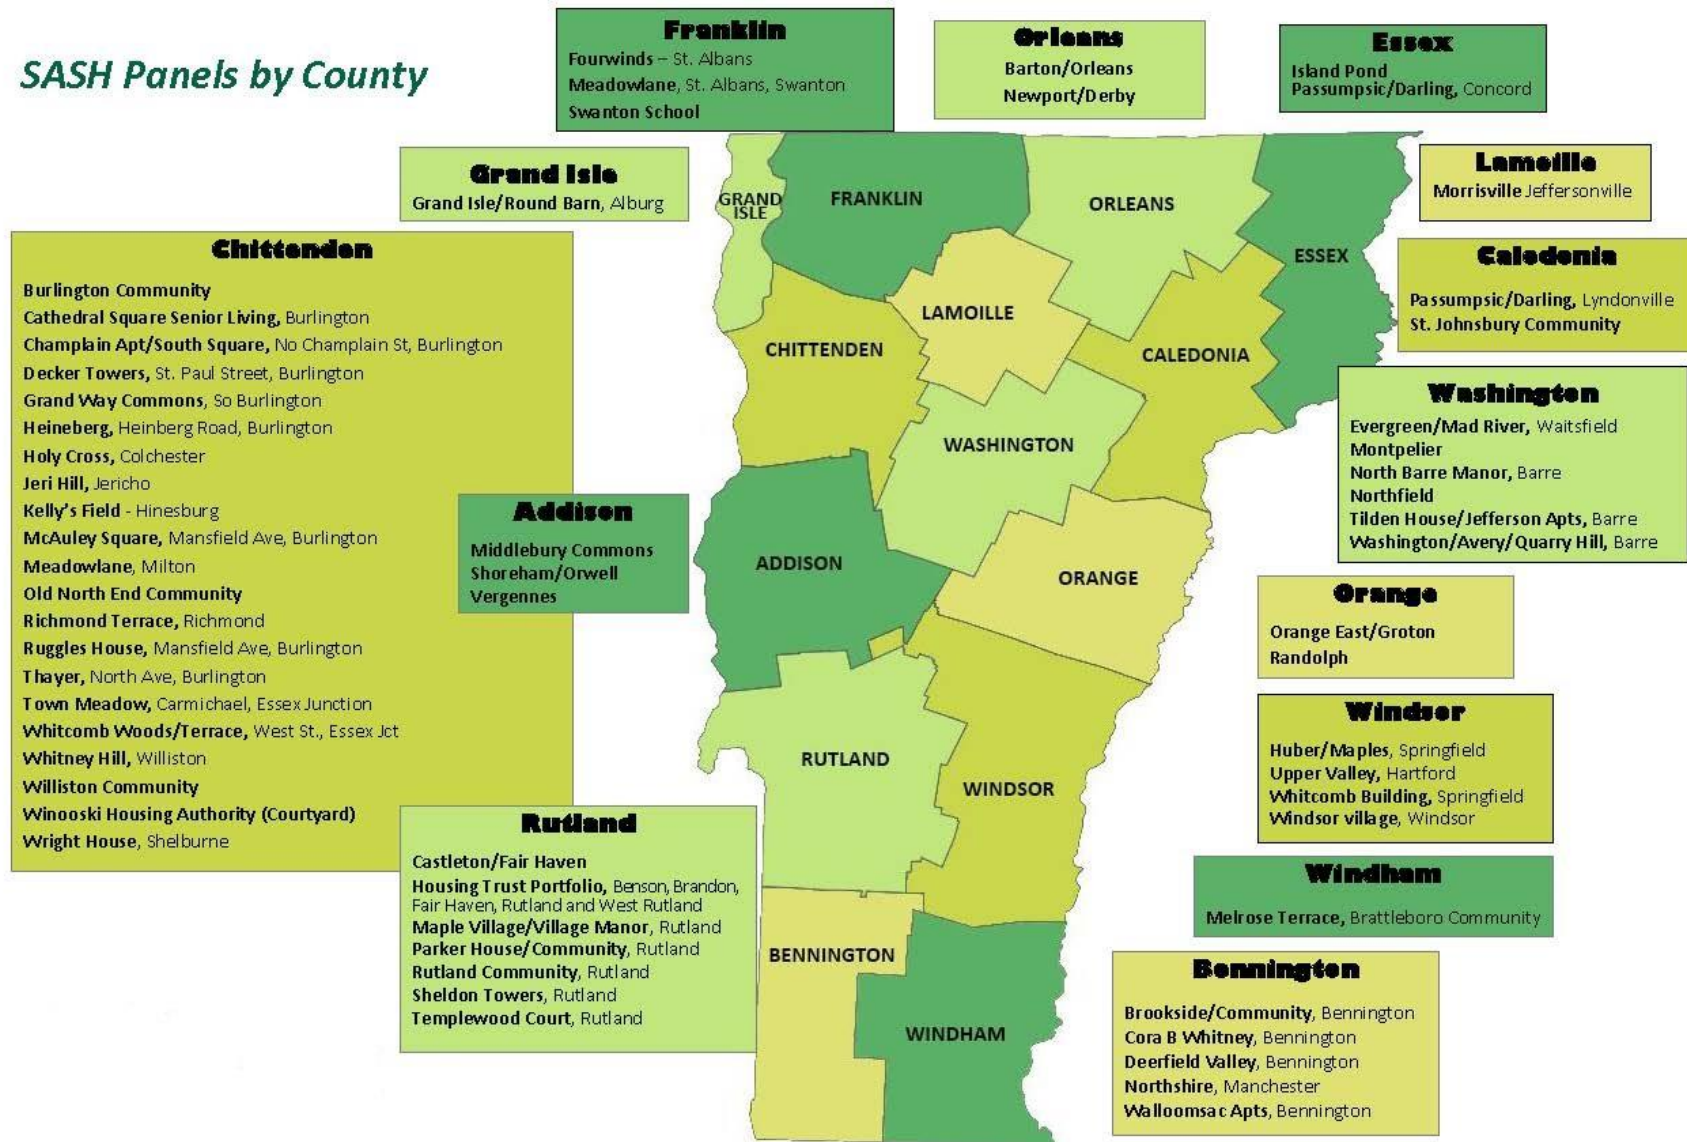 SASH Panels by County
Franklin
Fourwinds – St. Albans
Meadowlane, St. Albans, Swanton
Swanton School
Orleans
Barton/Orleans
Newport/Derby
Essex
Island Pond
Passumpsic/Darling, Concord
Grand Isle
Grand Isle/Round Barn, Alburg
Lamoille
Morrisville Jeffersonville
Chittenden
Burlington Community
Cathedral Square Senior Living, Burlington
Champlain Apt/South Square, No Champlain St, Burlington
Decker Towers, St. Paul Street, Burlington
Grand Way Commons, So Burlington
Heineberg, Heinberg Road, Burlington
Holy Cross, Colchester
Jeri Hill, Jericho
Kelly's Field - Hinesburg
McAuley Square, Mansfield Ave, Burlington
Meadowlane, Milton
Old North End Community
Richmond Terrace, Richmond
Ruggles House, Mansfield Ave, Burlington
Thayer, North Ave, Burlington
Town Meadow, Carmichael, Essex Junction
Whitcomb Woods/Terrace, West St., Essex Jct
Whitney Hill, Williston
Williston Community
Winooski Housing Authority (Courtyard)
Wright House, Shelburne
Caledonia
Passumpsic/Darling, Lyndonville
St. Johnsbury Community
Washington
Evergreen/Mad River, Waitsfield
Montpelier
North Barre Manor, Barre
Northfield
Tilden House/Jefferson Apts, Barre
Washington/Avery/Quarry Hill, Barre
Addison
Middlebury Commons
Shoreham/Orwell
Vergennes
Orange
Orange East/Groton
Randolph
Windsor
Huber/Maples, Springfield
Upper Valley, Hartford
Whitcomb Building, Springfield
Windsor village, Windsor
Rutland
Castleton/Fair Haven
Housing Trust Portfolio, Benson, Brandon,
Fair Haven, Rutland and West Rutland
Maple Village/Village Manor, Rutland
Parker House/Community, Rutland
Rutland Community, Rutland
Sheldon Towers, Rutland
Templewood Court, Rutland
Windham
Melrose Terrace, Brattleboro Community
Bennington
Brookside/Community, Bennington
Cora B Whitney, Bennington
Deerfield Valley, Bennington
Northshire, Manchester
Walloomsac Apts, Bennington
GRAND
ISLE
FRANKLIN
ORLEANS
ESSEX
LAMOILLE
CHITTENDEN
CALEDONIA
WASHINGTON
ADDISON
ORANGE
RUTLAND
WINDSOR
BENNINGTON
WINDHAM